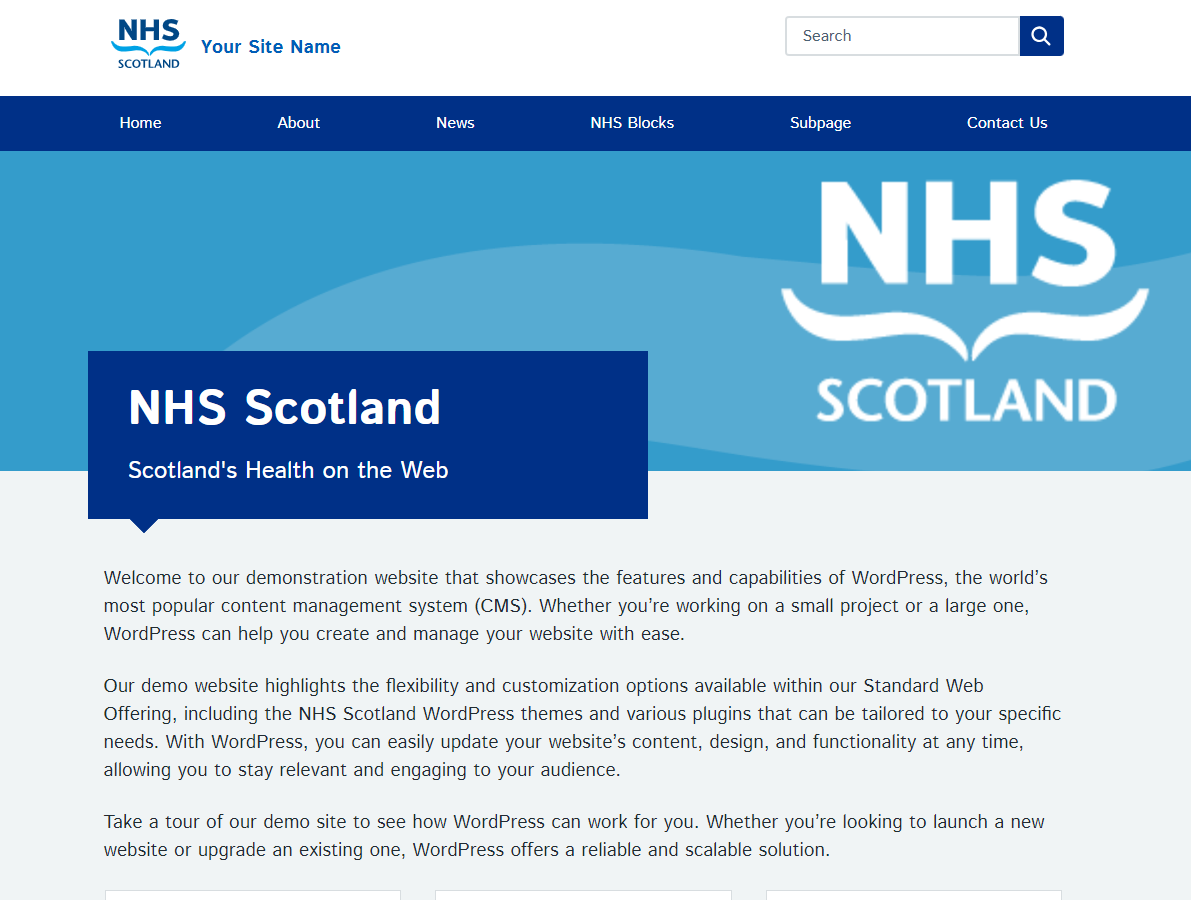 NHS
SCOTLAND
Your Site Name
Search
Home
About
News
NHS Blocks
Subpage
Contact Us
NHS
SCOTLAND
NHS Scotland
Scotland's Health on the Web
Welcome to our demonstration website that showcases the features and capabilities of WordPress, the world’s
most popular content management system (CMS). Whether you’re working on a small project or a large one,
WordPress can help you create and manage your website with ease.
Our demo website highlights the flexibility and customization options available within our Standard Web
Offering, including the NHS Scotland WordPress themes and various plugins that can be tailored to your specific
needs. With WordPress, you can easily update your website’s content, design, and functionality at any time,
allowing you to stay relevant and engaging to your audience.
Take a tour of our demo site to see how WordPress can work for you. Whether you’re looking to launch a new
website or upgrade an existing one, WordPress offers a reliable and scalable solution.